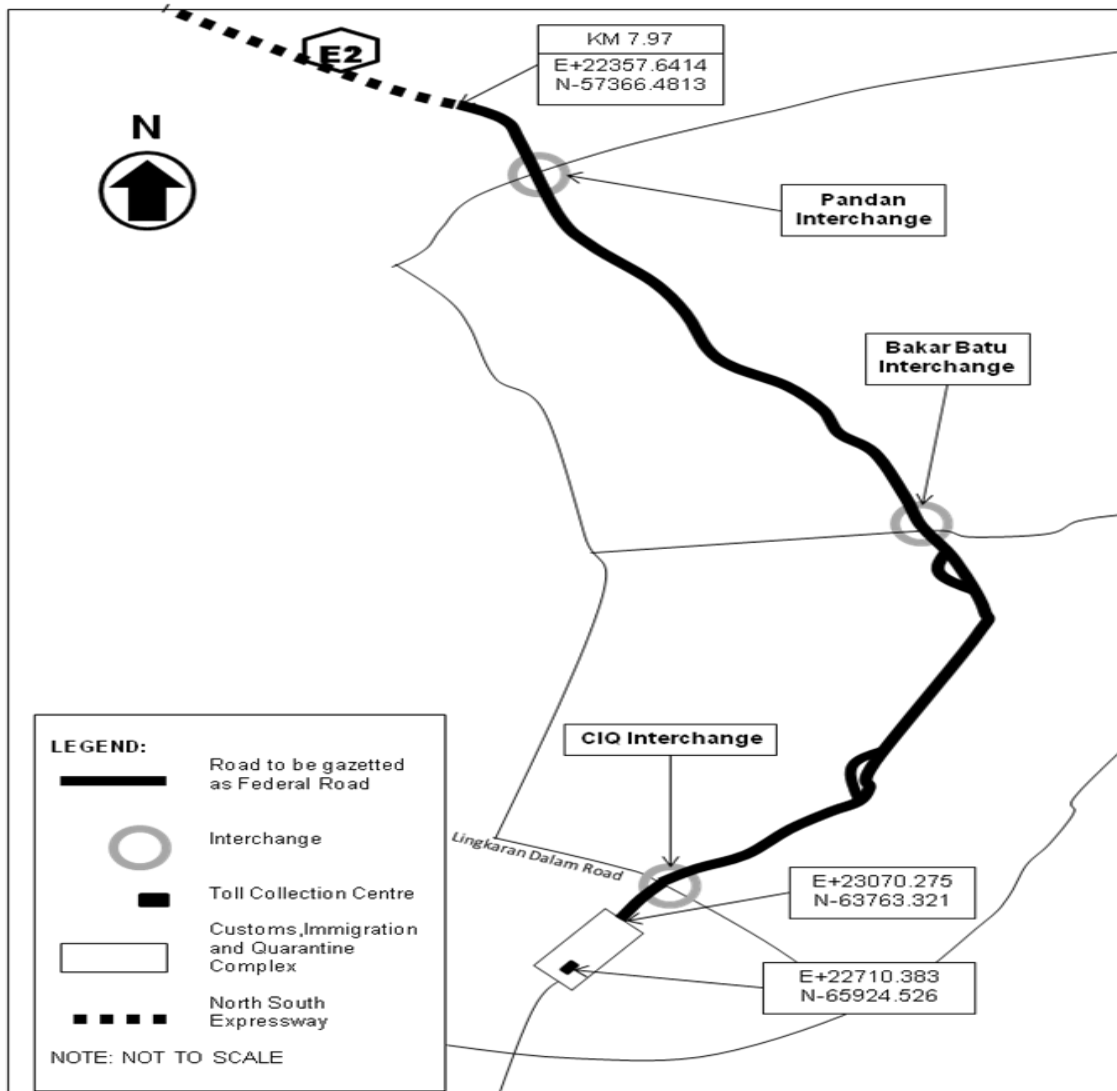 E2
KM 7.97
E+22357.6414
N-57366.4813
N
Pandan
Interchange
Bakar Batu
Interchange
CIQ Interchange
Lingkaran Dalam Road
E+23070.275
N-63763.321
E+22710.383
N-65924.526
LEGEND:
Road to be gazetted
as Federal Road
Interchange
Toll Collection Centre
Customs,Immigration
and Quarantine
Complex
North South
Expressway
NOTE: NOT TO SCALE